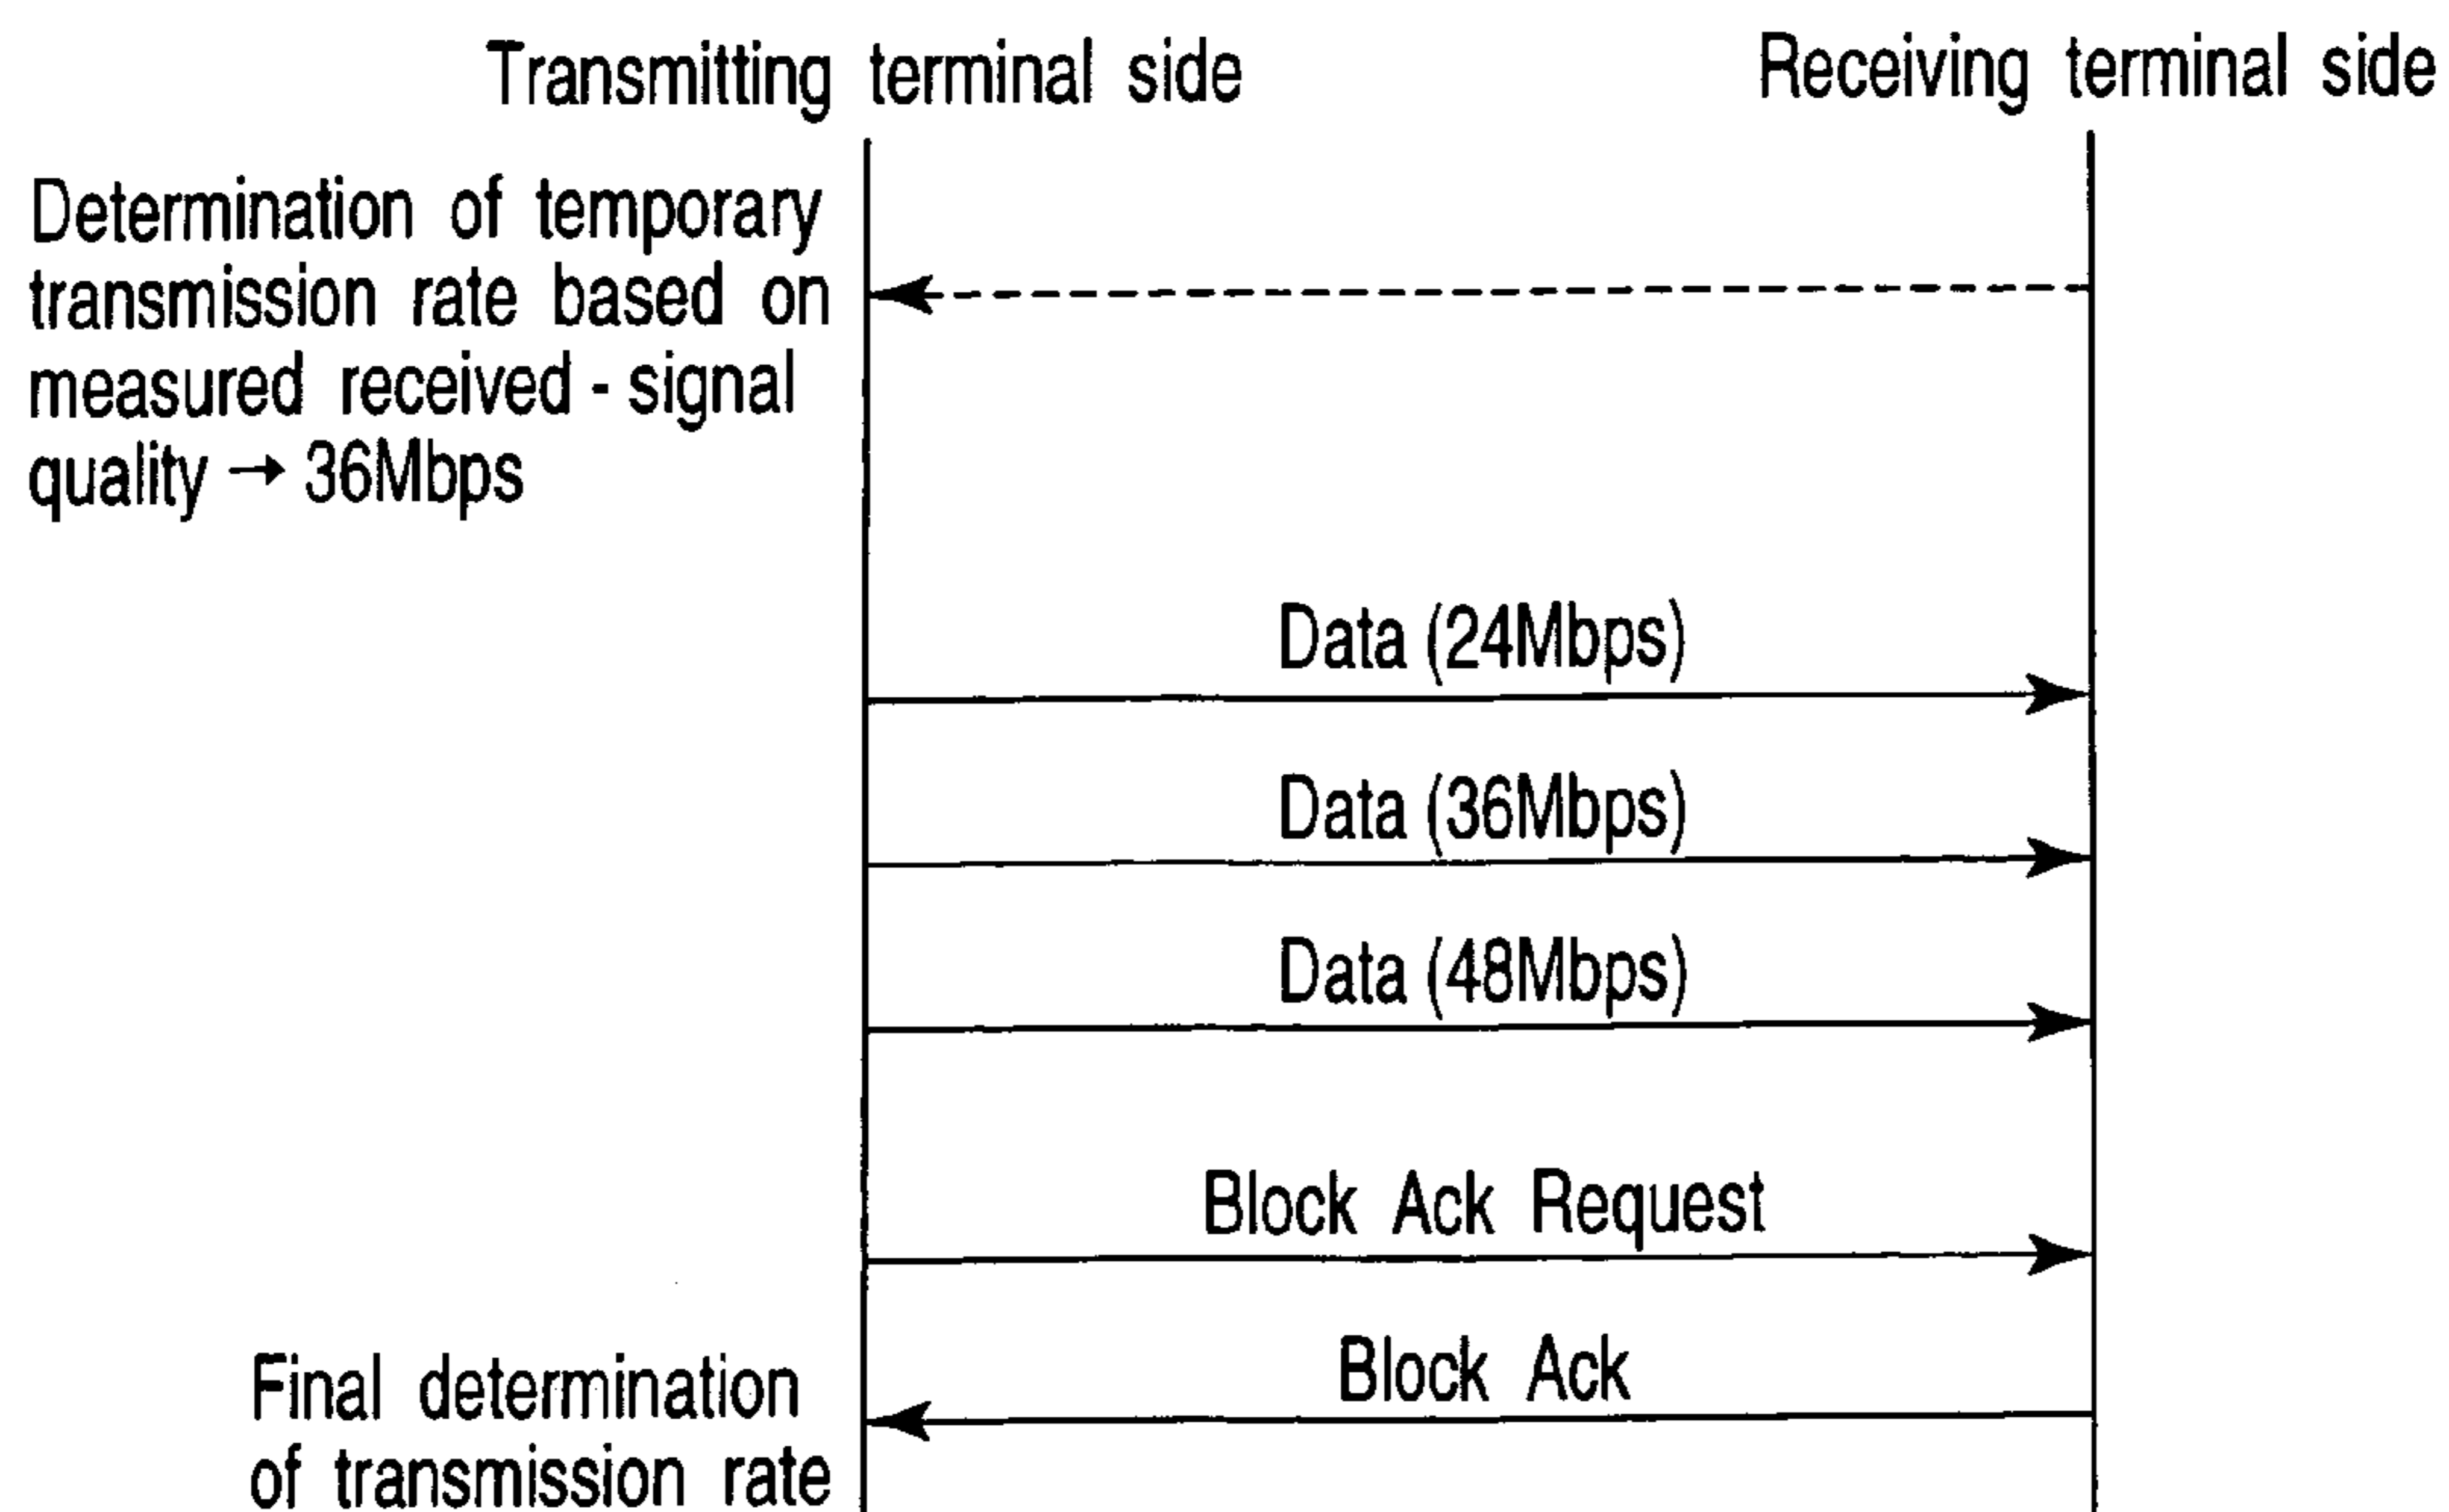 Transmitting terminal side
Receiving terminal side
Determination of temporary
transmission rate based on
measured received - signal
quality → 36Mbps
Data (24Mbps)
Data (36Mbps)
Data (48Mbps)
Block Ack Request
Block Ack
Final determination
of transmission rate